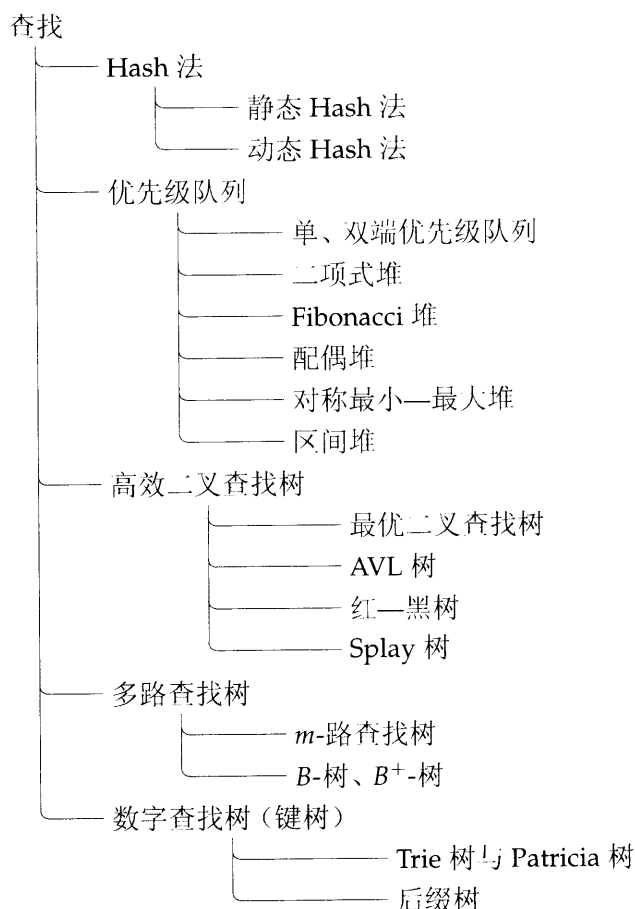 查找
Hash 法
静态 Hash 法
动态 Hash 法
优先级队列
单、双端优先级队列
二项式堆
Fibonacci 堆
配偶堆
对称最小—最大堆
区间堆
高效二叉查找树
最优二叉查找树
AVL 树
红—黑树
Splay 树
多路查找树
m-路查找树
B-树、B⁺-树
数字查找树（键树）
Trie 树与 Patricia 树
后缀树